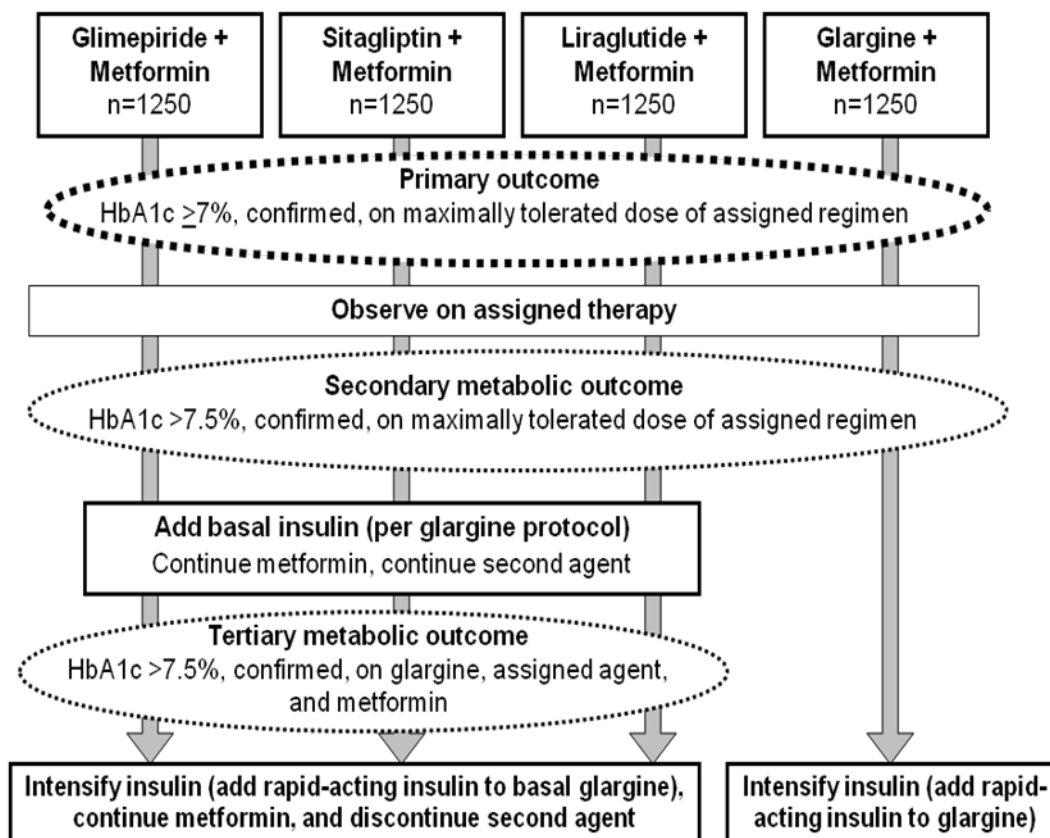 Glimepiride +
Metformin
n=1250
Sitagliptin +
Metformin
n=1250
Liraglutide +
Metformin
n=1250
Glargine +
Metformin
n=1250
Primary outcome
HbA1c ≥7%, confirmed, on maximally tolerated dose of assigned regimen
Observe on assigned therapy
Secondary metabolic outcome
HbA1c >7.5%, confirmed, on maximally tolerated dose of assigned regimen
Add basal insulin (per glargine protocol)
Continue metformin, continue second agent
Tertiary metabolic outcome
HbA1c >7.5%, confirmed, on glargine, assigned agent,
and metformin
Intensify insulin (add rapid-acting insulin to basal glargine),
continue metformin, and discontinue second agent
Intensify insulin (add rapid-
acting insulin to glargine)